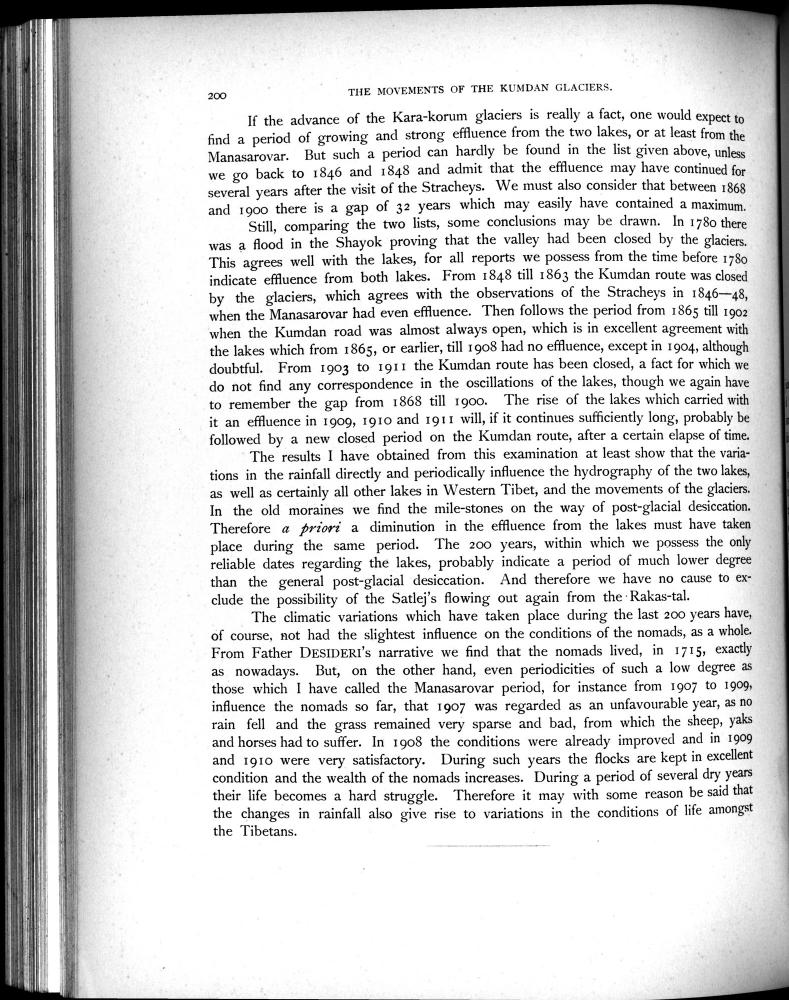 200
THE MOVEMENTS OF THE KUMDAN GLACIERS.
If the advance of the Kara-korum glaciers is really a fact, one would expect to
find a period of growing and strong effluence from the two lakes, or at least from the
Manasarovar. But such a period can hardly be found in the list given above, unless
we go back to 1846 and 1848 and admit that the effluence may have continued for
several years after the visit of the Stracheys. We must also consider that between 1868
and 1900 there is a gap of 32 years which may easily have contained a maximum.
Still, comparing the two lists, some conclusions may be drawn. In 1780 there
was a flood in the Shayok proving that the valley had been closed by the glaciers.
This agrees well with the lakes, for all reports we possess from the time before 1780
indicate effluence from both lakes. From 1848 till 1863 the Kumdan route was closed
by the glaciers, which agrees with the observations of the Stracheys in 1846—48,
when the Manasarovar had even effluence. Then follows the period from 1865 till 1902
when the Kumdan road was almost always open, which is in excellent agreement with
the lakes which from 1865, or earlier, till 1908 had no effluence, except in 1904, although
doubtful. From 1903 to 1911 the Kumdan route has been closed, a fact for which we
do not find any correspondence in the oscillations of the lakes, though we again have
to remember the gap from 1868 till 1900. The rise of the lakes which carried with
it an effluence in 1909, 1910 and 1911 will, if it continues sufficiently long, probably be
followed by a new closed period on the Kumdan route, after a certain elapse of time.
The results I have obtained from this examination at least show that the varia-
tions in the rainfall directly and periodically influence the hydrography of the two lakes,
as well as certainly all other lakes in Western Tibet, and the movements of the glaciers.
In the old moraines we find the mile-stones on the way of post-glacial desiccation.
Therefore a priori a diminution in the effluence from the lakes must have taken
place during the same period. The 200 years, within which we possess the only
reliable dates regarding the lakes, probably indicate a period of much lower degree
than the general post-glacial desiccation. And therefore we have no cause to ex-
clude the possibility of the Satlej's flowing out again from the Rakas-tal.
The climatic variations which have taken place during the last 200 years have,
of course, not had the slightest influence on the conditions of the nomads, as a whole.
From Father DESIDERI's narrative we find that the nomads lived, in 1715, exactly
as nowadays. But, on the other hand, even periodicities of such a low degree as
those which I have called the Manasarovar period, for instance from 1907 to 1909,
influence the nomads so far, that 1907 was regarded as an unfavourable year, as no
rain fell and the grass remained very sparse and bad, from which the sheep, yaks
and horses had to suffer. In 1908 the conditions were already improved and in 1909
and 1910 were very satisfactory. During such years the flocks are kept in excellent
condition and the wealth of the nomads increases. During a period of several dry years
their life becomes a hard struggle. Therefore it may with some reason be said that
the changes in rainfall also give rise to variations in the conditions of life amongst
the Tibetans.